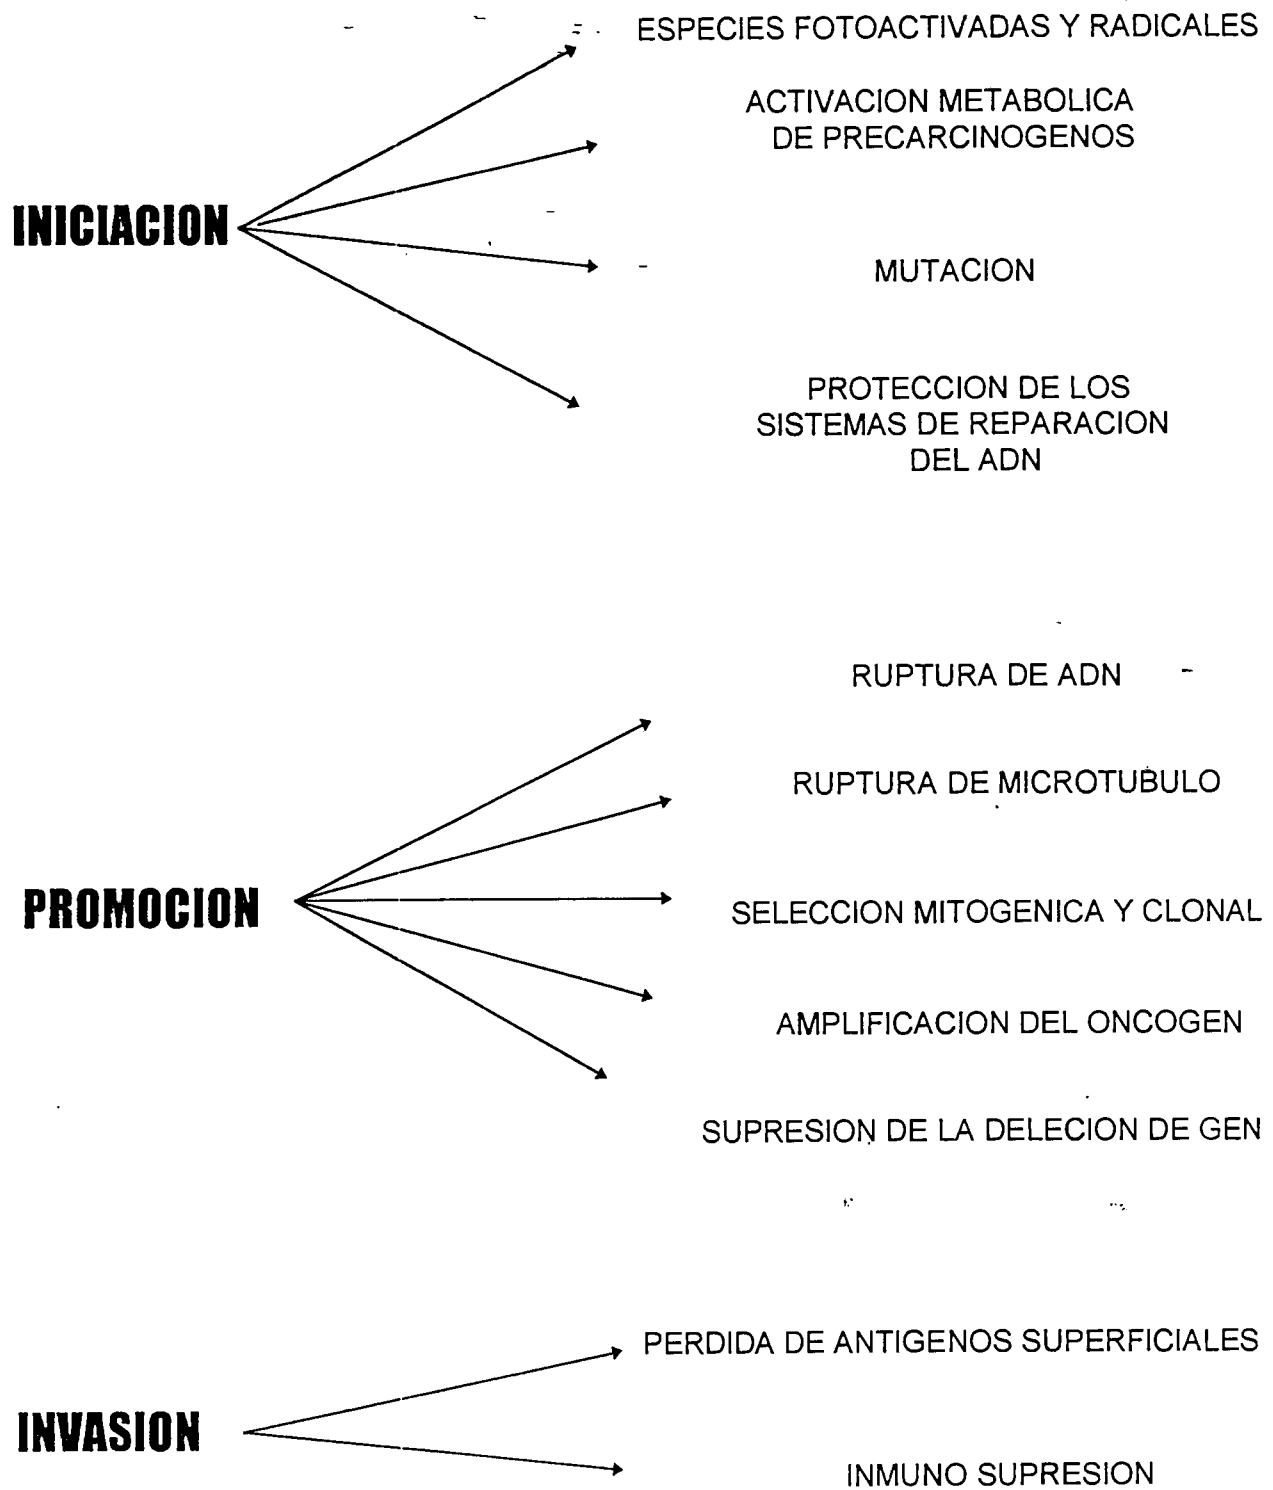 ESPECIES FOTOACTIVADAS Y RADICALES
ACTIVACION METABOLICA
DE PRECARCINOGENOS
INICIACION
MUTACION
PROTECCION DE LOS
SISTEMAS DE REPARACION
DEL ADN
RUPTURA DE ADN
RUPTURA DE MICROTUBULO
PROMOCION
SELECCION MITOGENICA Y CLONAL
AMPLIFICACION DEL ONCOGEN
SUPRESION DE LA DELECION DE GEN
PERDIDA DE ANTIGENOS SUPERFICIALES
INVASION
INMUNO SUPRESION